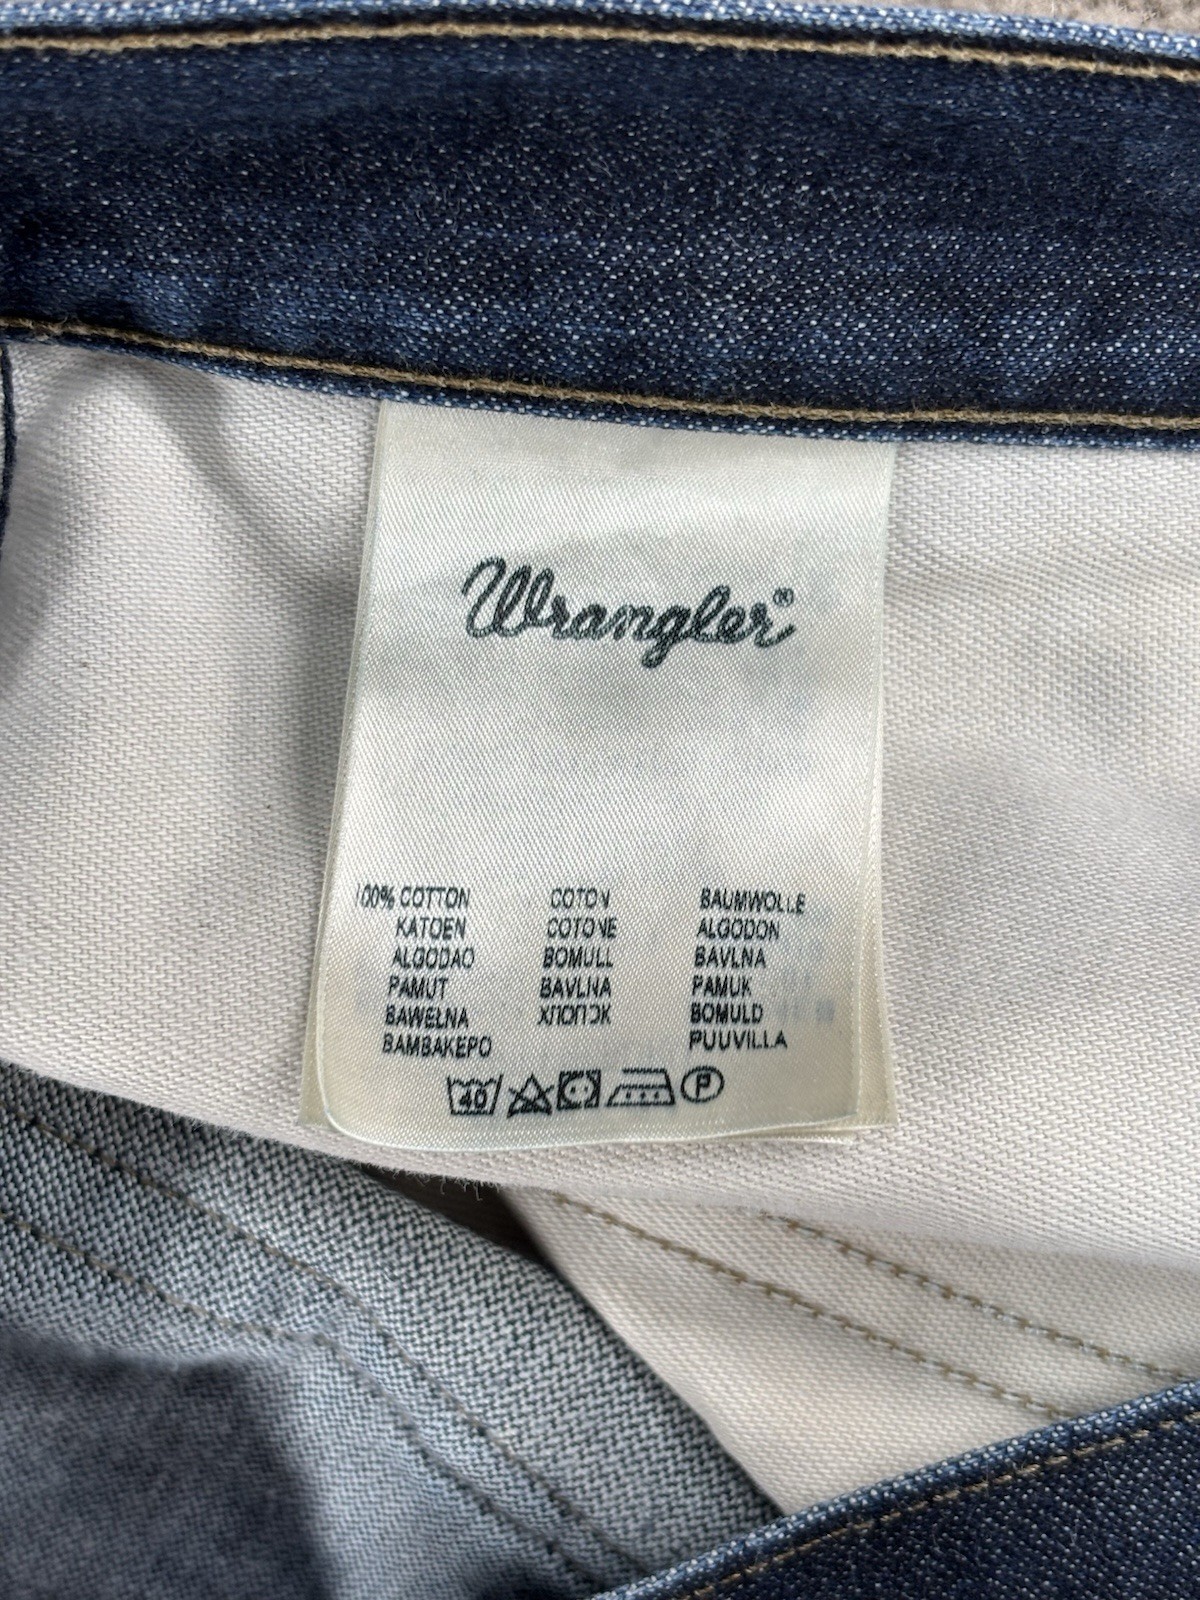 Wrangler®
100% COTTON COTON BAUMWOLLE
KATOEN COTONE ALGODON
ALGODAO BOMULL BAVLNA
PAMUT BAVLNA PAMUK
BAWEŁNA ХЛОПОК BOMULD
BAMBAKEPO PUUVILLA
40 P